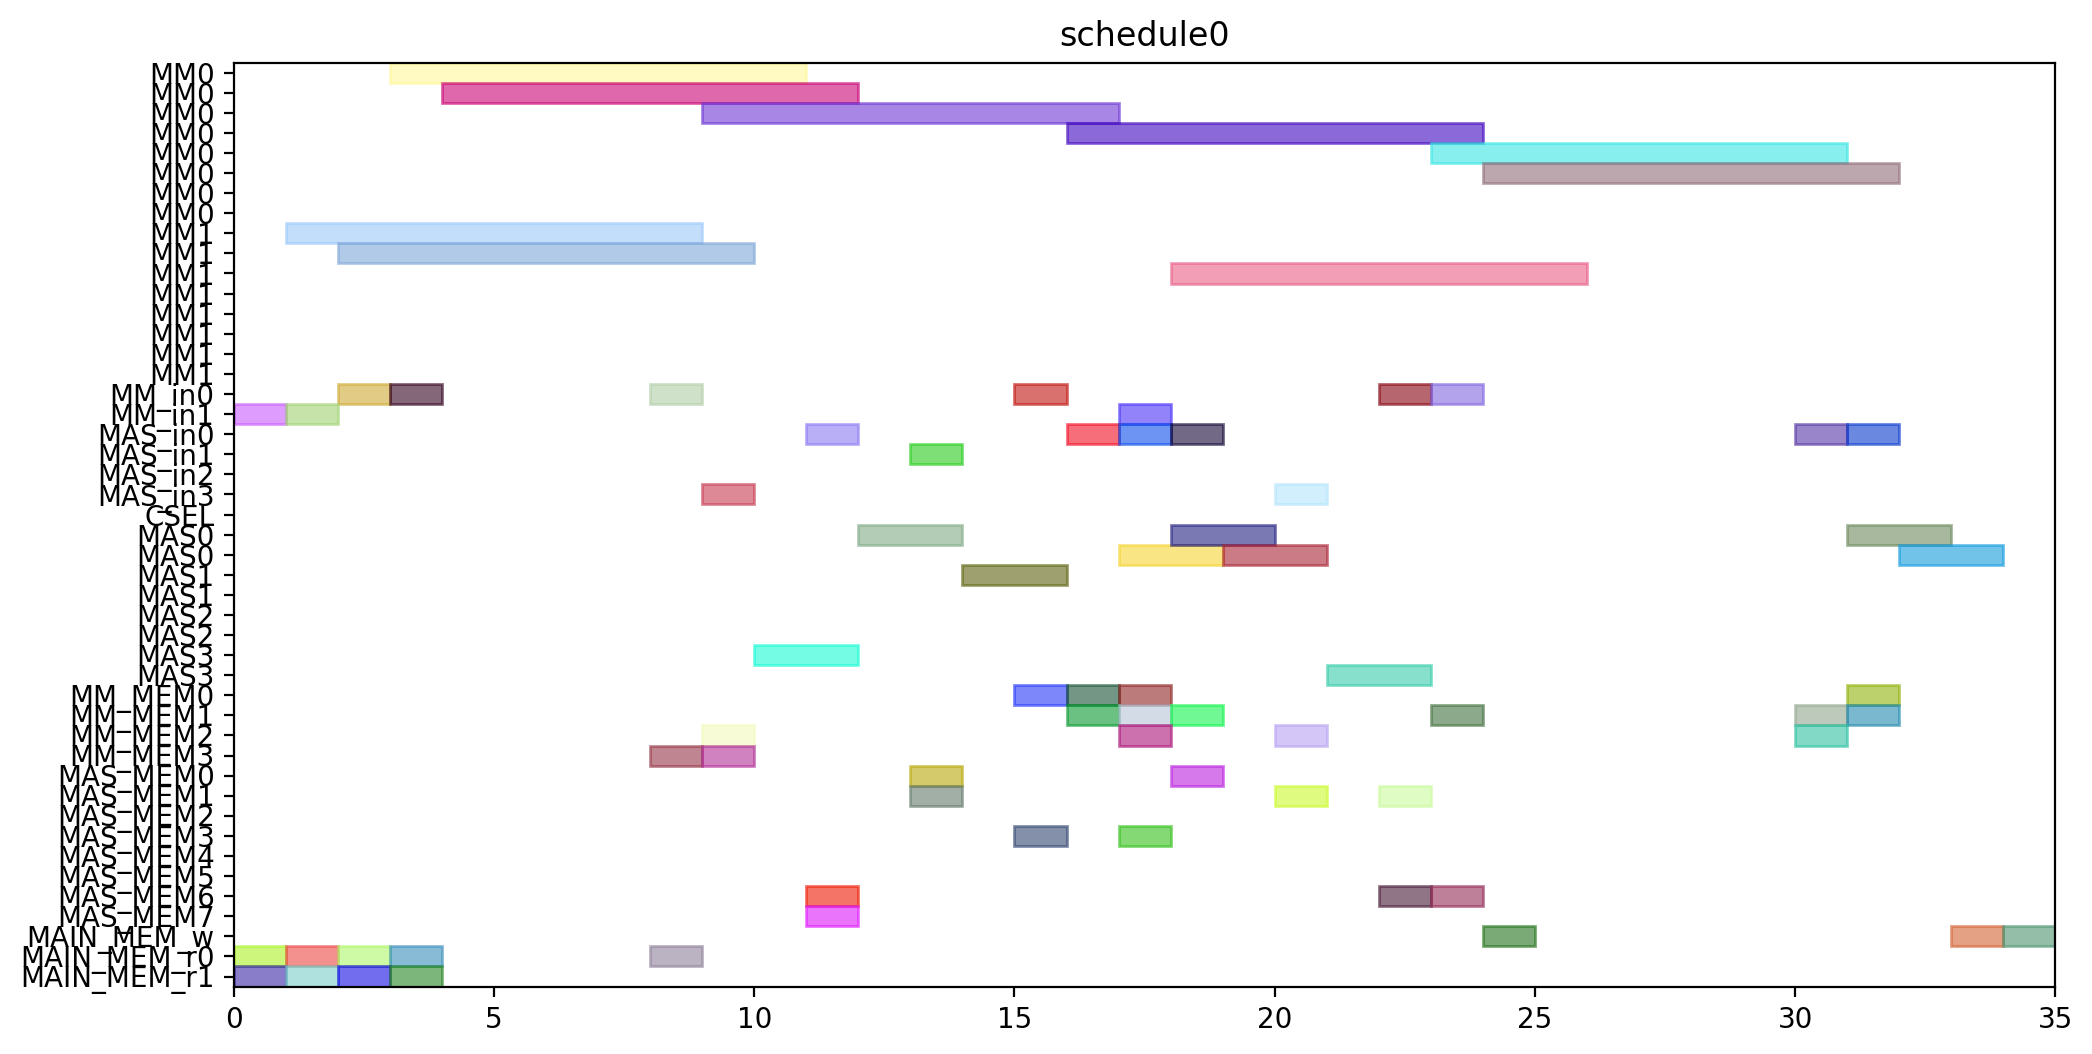 schedule0
MM0
MM0
MM0
MM0
MM0
MM0
MM0
MM0
MM1
MM1
MM1
MM1
MM1
MM1
MM1
MM1
MM_in0
MM_in1
MAS_in0
MAS_in1
MAS_in2
MAS_in3
CSEL
MAS0
MAS0
MAS1
MAS1
MAS2
MAS2
MAS3
MAS3
MM_MEM0
MM_MEM1
MM_MEM2
MM_MEM3
MAS_MEM0
MAS_MEM1
MAS_MEM2
MAS_MEM3
MAS_MEM4
MAS_MEM5
MAS_MEM6
MAS_MEM7
MAIN_MEM_w
MAIN_MEM_r0
MAIN_MEM_r1
0 5 10 15 20 25 30 35